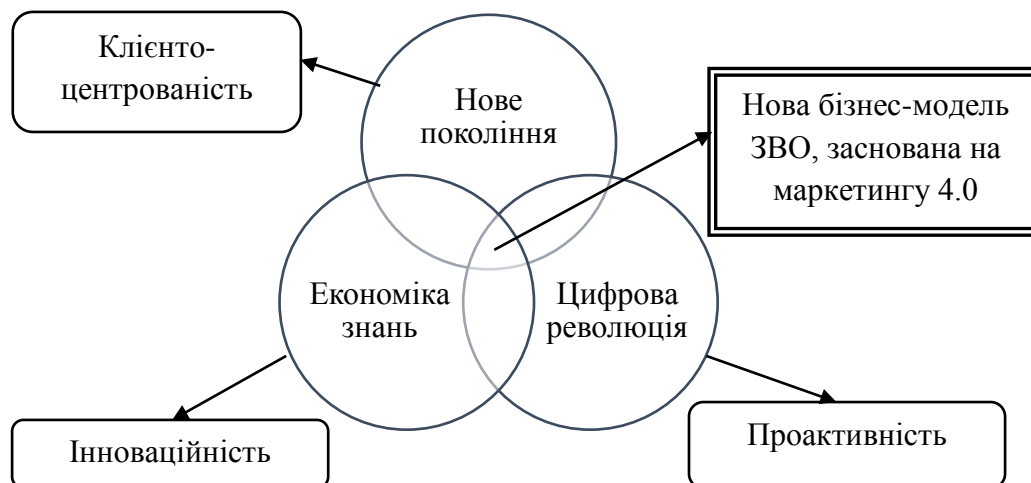 Клієнто-
центрованість
Нове
покоління
Нова бізнес-модель
ЗВО, заснована на
маркетингу 4.0
Економіка
знань
Цифрова
революція
Інноваційність
Проактивність